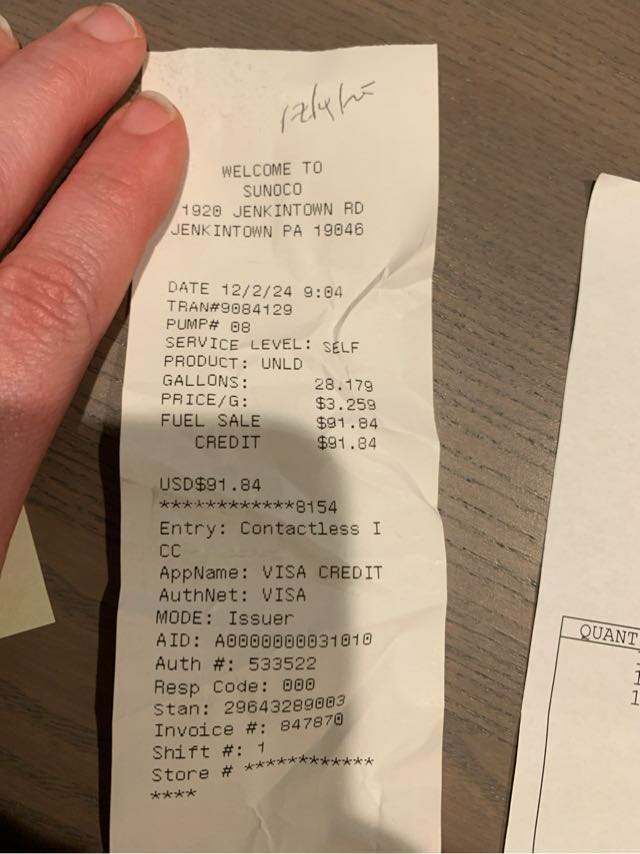 WELCOME TO
SUNOCO
1920 JENKINTOWN RD
JENKINTOWN PA 19046
DATE 12/2/24 9:04
TRAN#9084129
PUMP# 08
SERVICE LEVEL: SELF
PRODUCT: UNLD
GALLONS: 28.179
PRICE/G: $3.259
FUEL SALE $91.84
CREDIT $91.84
USD$91.84
************8154
Entry: Contactless I
CC
AppName: VISA CREDIT
AuthNet: VISA
MODE: Issuer
AID: A0000000031010
Auth #: 533522
Resp Code: 000
Stan: 29643289003
Invoice #: 847870
Shift #: 1
Store # ************
****
QUANT